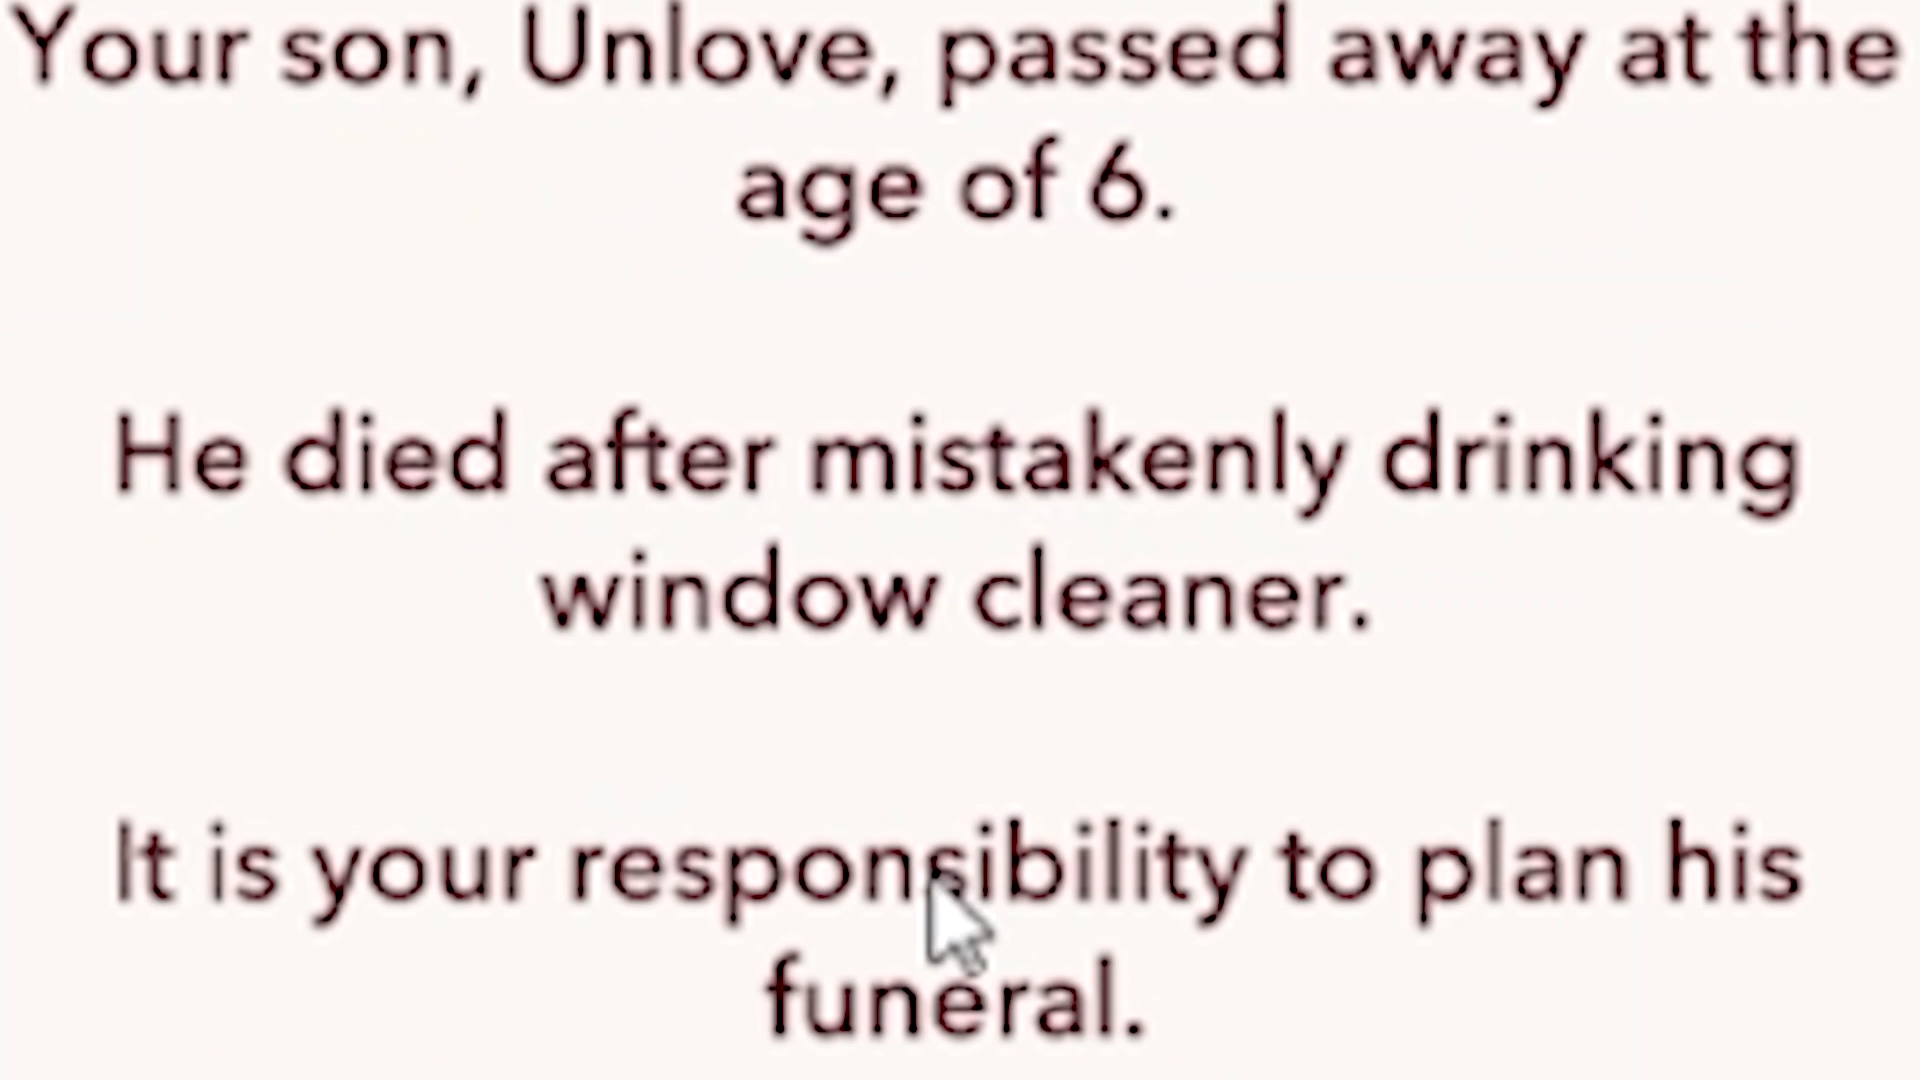 Your son, Unlove, passed away at the
age of 6.
He died after mistakenly drinking
window cleaner.
It is your responsibility to plan his
funeral.